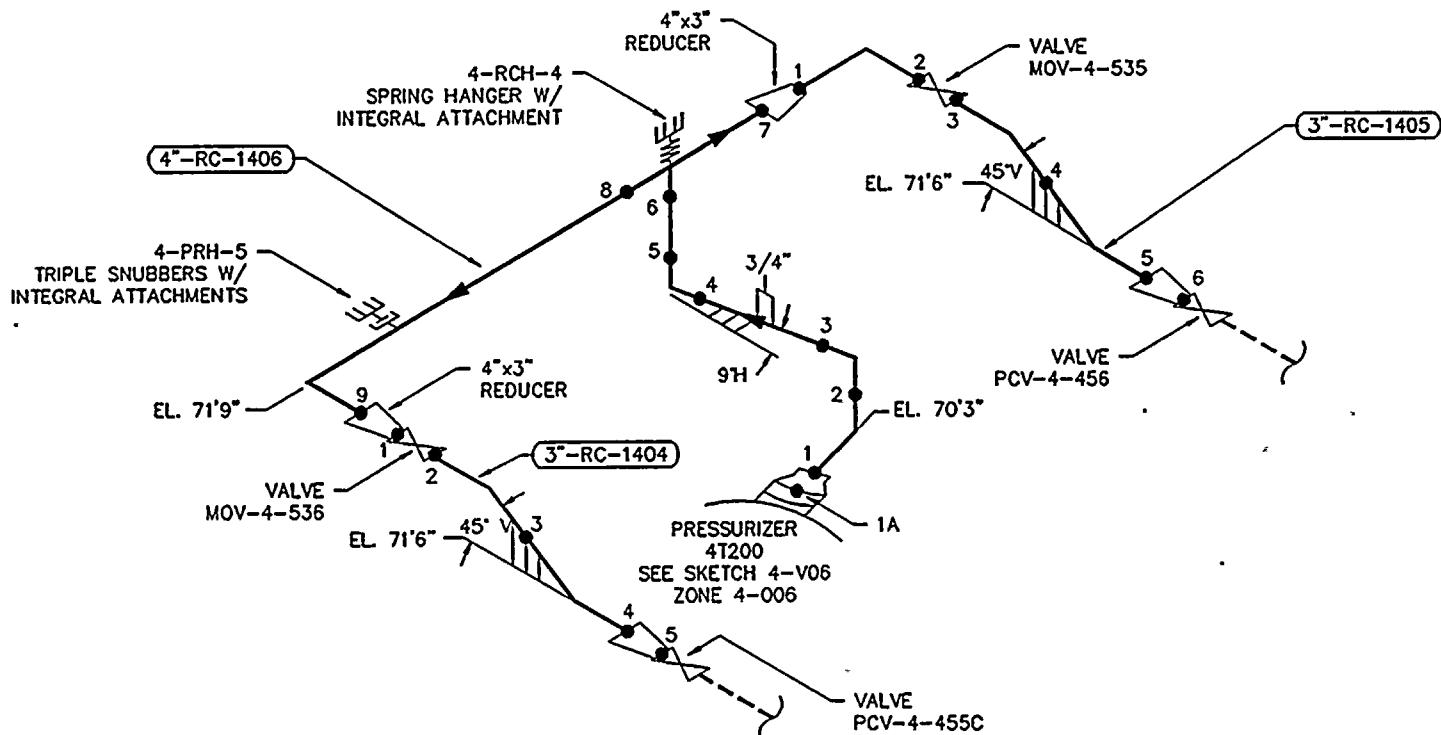 4"x3"
REDUCER
1
7
2
VALVE
MOV-4-535
3
4-RCH-4
SPRING HANGER W/
INTEGRAL ATTACHMENT
3"-RC-1405
4"-RC-1406
8
6
EL. 71'6"
45°V
4
4-PRH-5
TRIPLE SNUBBERS W/
INTEGRAL ATTACHMENTS
5
3/4"
4
3
5
6
9°H
VALVE
PCV-4-456
4"x3"
REDUCER
EL. 71'9"
9
2
EL. 70'3"
1
2
3"-RC-1404
1
VALVE
MOV-4-536
1A
EL. 71'6"
45° V
3
PRESSURIZER
4T200
SEE SKETCH 4-V06
ZONE 4-006
4
5
VALVE
PCV-4-455C